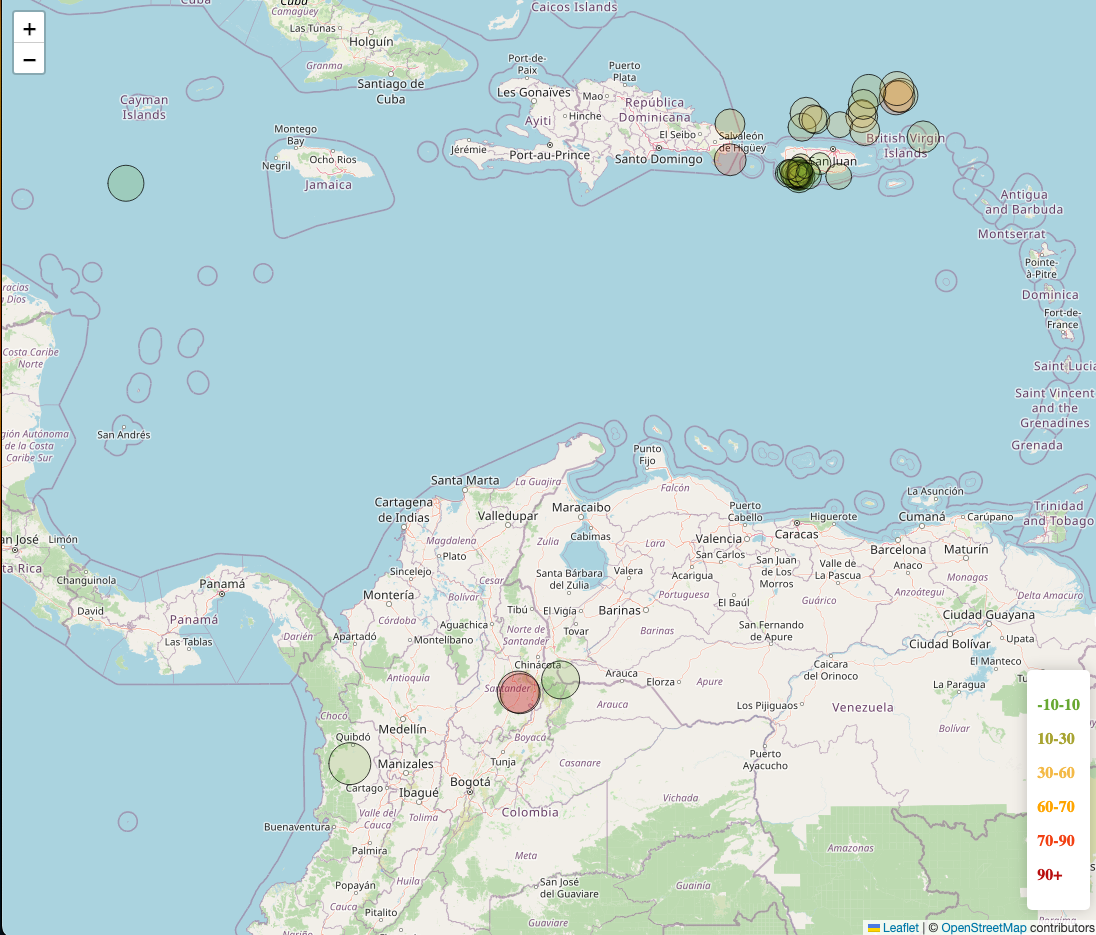 +
−
Cuba
Cuba
Camagüey
Caicos Islands
Las Tunas
Holguín
Granma
Santiago de
Cuba
Port-de-
Paix
Puerto
Plata
Les Gonaïves
Mao
República
Dominicana
Cayman
Islands
Hinche
Ayiti
El Seibo
Salvaleón
de Higüey
British Virgin
Islands
Montego
Bay
Jérémie
Port-au-Prince
Santo Domingo
San Juan
Negril
Ocho Rios
Jamaica
Antigua
and Barbuda
Montserrat
Pointe-
à-Pitre
Dominica
Fort-de-
France
racias
a Dios
Costa Caribe
Norte
Saint Lucia
Saint Vincent
and the
Grenadines
Grenada
San Andrés
gión Autónoma
de la Costa
Caribe Sur
Punto
Fijo
Santa Marta
La Guajira
Falcón
La Asunción
Cartagena
de Indias
Valledupar
Maracaibo
Puerto
Cabello
Higuerote
Cumaná
Carúpano
Trinidad
and Tobago
an José
Limón
ta Rica
Magdalena
Zulia
Cabimas
Lara
Valencia
Caracas
San Carlos
Barcelona
Maturín
Plato
Sincelejo
Cesar
Santa Bárbara
del Zulia
Valera
Acarigua
San Juan
de Los
Morros
Valle de
La Pascua
Anaco
Monagas
Changuinola
Panamá
Montería
Bolívar
Portuguesa
Guárico
Anzoátegui
Delta Amacuro
David
Panamá
Córdoba
Tibú
El Vigía
Barinas
El Baúl
Ciudad Guayana
Las Tablas
Darién
Apartadó
Aguachica
Montelíbano
Norte de
Santander
Tovar
Barinas
San Fernando
de Apure
Ciudad Bolívar
Upata
Chinácota
Antioquia
Santander
Arauca
Elorza
Apure
Caicara
del Orinoco
El Manteco
La Paragua
Tu
Arauca
Los Pijiguaos
Venezuela
Chocó
Medellín
Boyacá
Bolívar
Quibdó
Manizales
Tunja
Casanare
Puerto
Ayacucho
Cartago
Ibagué
Bogotá
Vichada
Buenaventura
Valle del
Cauca
Tolima
Colombia
Palmira
Meta
Amazonas
Popayán
Huila
San José
del Guaviare
Guainía
Cauca
Pitalito
Guaviare
Nariño
-10-10
10-30
30-60
60-70
70-90
90+
Leaflet | © OpenStreetMap contributors